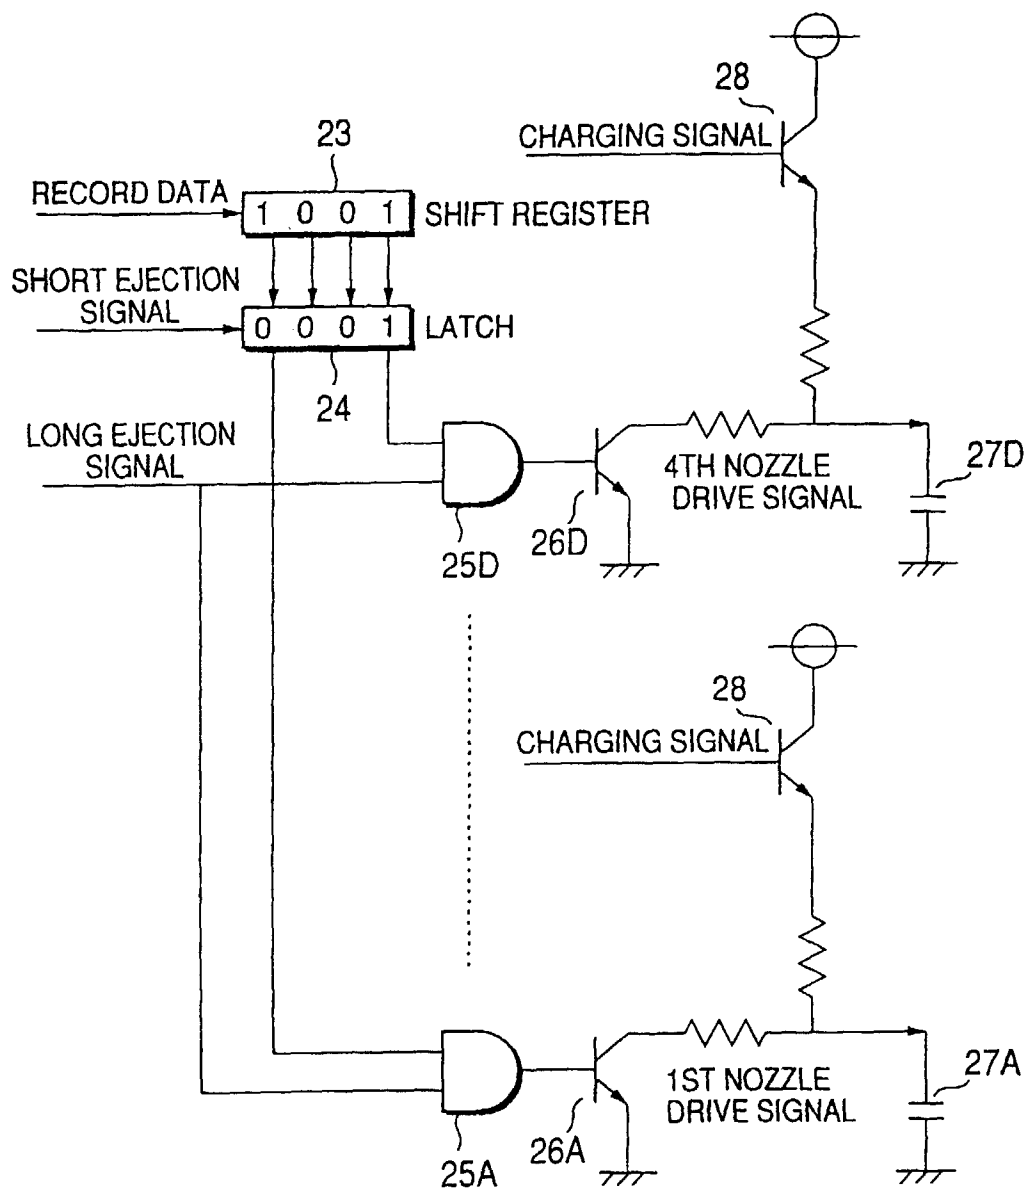 28
CHARGING SIGNAL
23
RECORD DATA
1 0 0 1
SHIFT REGISTER
SHORT EJECTION
SIGNAL
0 0 0 1
LATCH
24
LONG EJECTION
SIGNAL
4TH NOZZLE
DRIVE SIGNAL
27D
26D
25D
28
CHARGING SIGNAL
1ST NOZZLE
DRIVE SIGNAL
27A
26A
25A